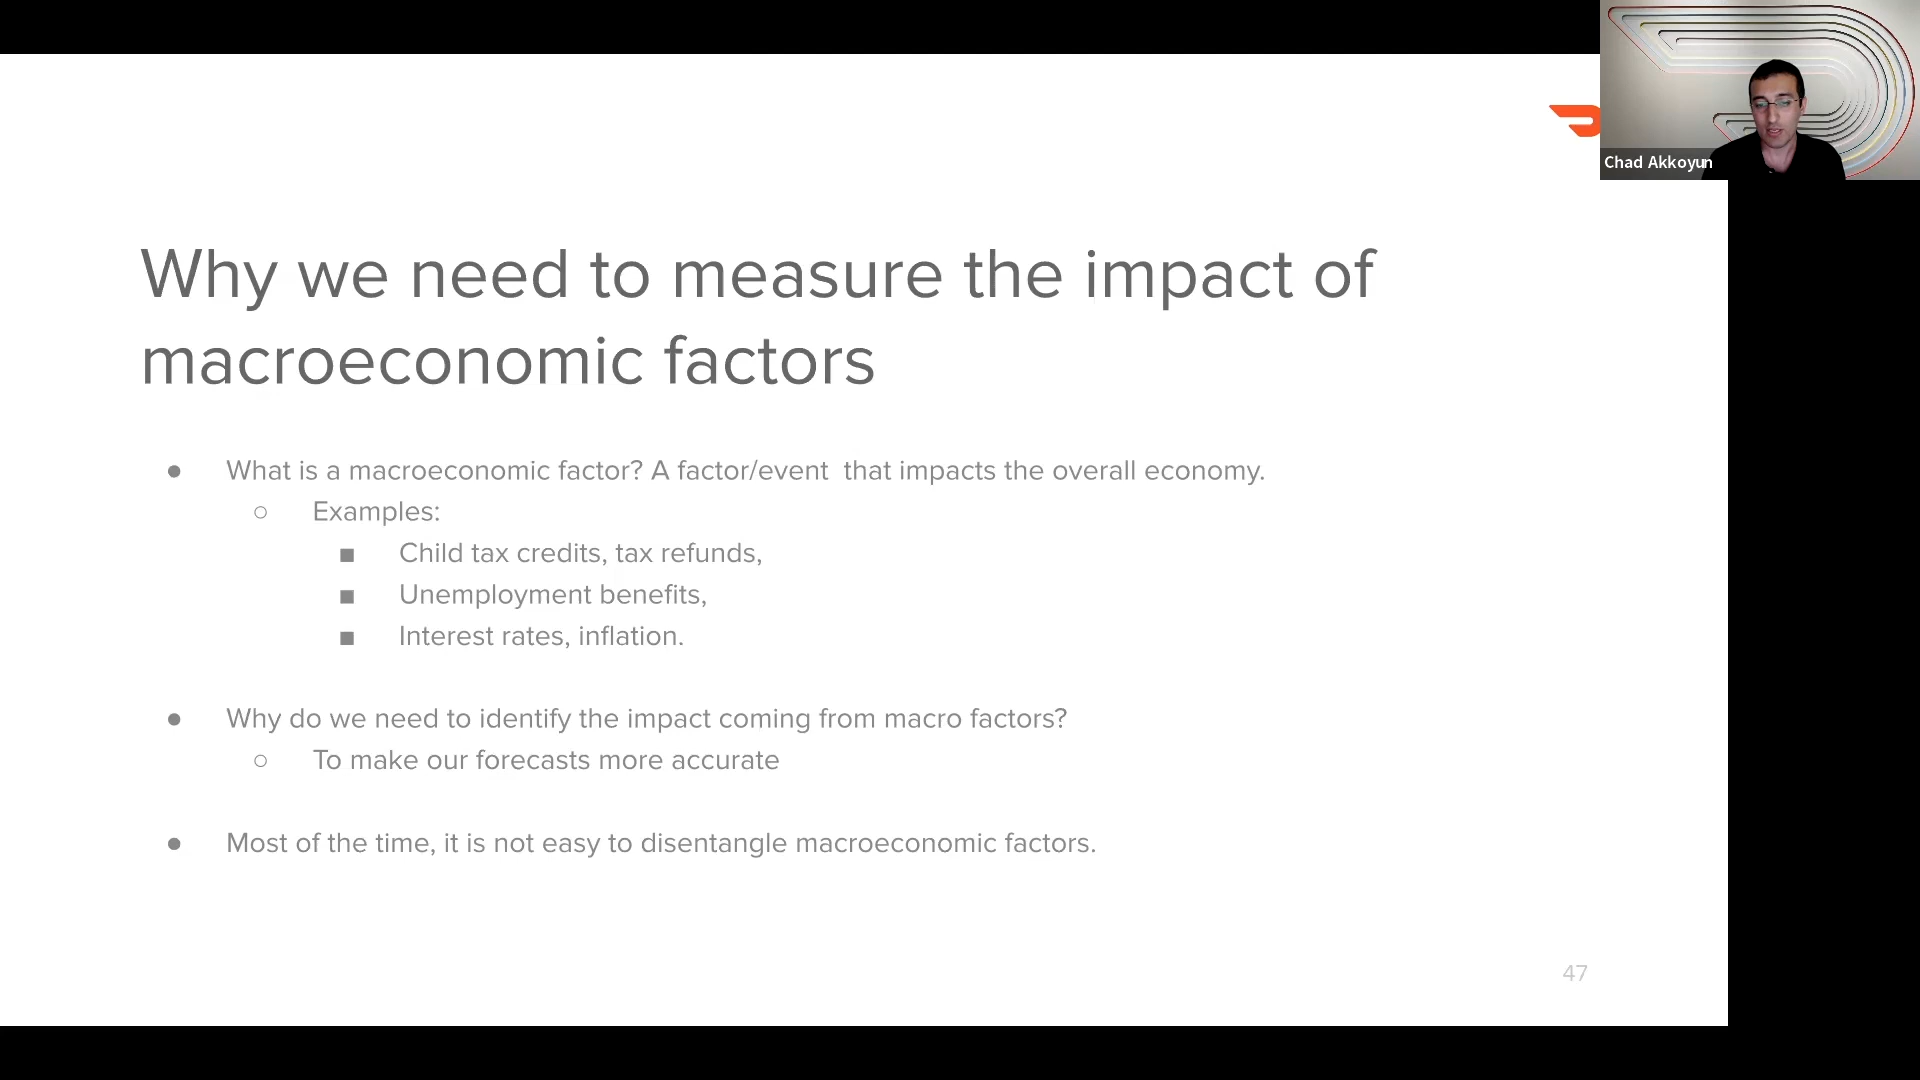 Chad Akkoyun
Why we need to measure the impact of
macroeconomic factors
● What is a macroeconomic factor? A factor/event  that impacts the overall economy.
○ Examples:
■ Child tax credits, tax refunds,
■ Unemployment benefits,
■ Interest rates, inflation.
● Why do we need to identify the impact coming from macro factors?
○ To make our forecasts more accurate
● Most of the time, it is not easy to disentangle macroeconomic factors.
47